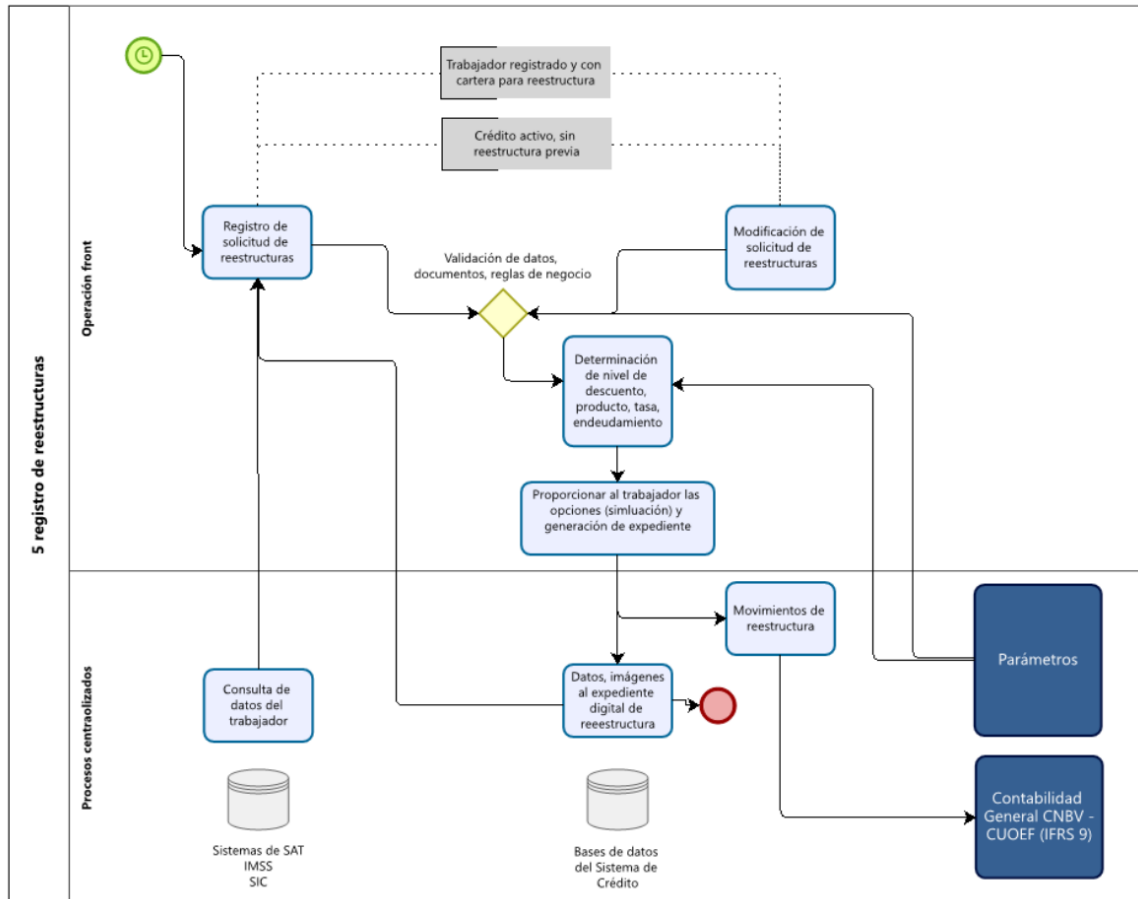 5 registro de reestructuras
Operación front
Trabajador registrado y con
cartera para reestructura
Crédito activo, sin
reestructura previa
Registro de
solicitud de
reestructuras
Validación de datos,
documentos, reglas de negocio
Modificación de
solicitud de
reestructuras
Determinación
de nivel de
descuento,
producto, tasa,
endeudamiento
Proporcionar al trabajador las
opciones (simluación) y
generación de expediente
Procesos centraolizados
Movimientos de
reestructura
Parámetros
Consulta de
datos del
trabajador
Datos, imágenes
al expediente
digital de
reeestructura
Contabilidad
General CNBV -
CUOEF (IFRS 9)
Sistemas de SAT
IMSS
SIC
Bases de datos
del Sistema de
Crédito